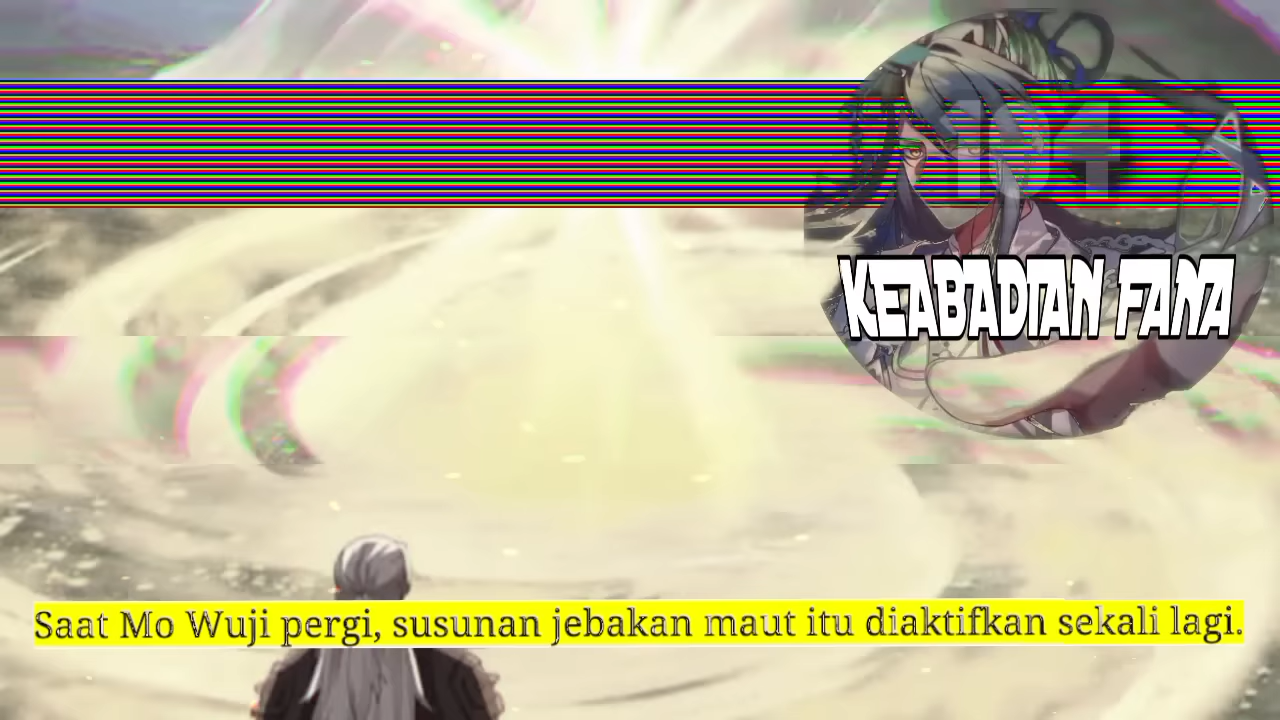 KEABADIAN FANA
Saat Mo Wuji pergi, susunan jebakan maut itu diaktifkan sekali lagi.